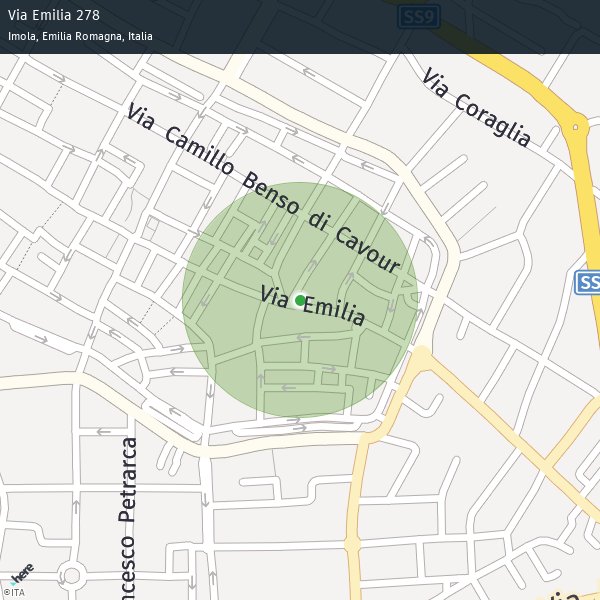 Via Emilia 278
Imola, Emilia Romagna, Italia
SS9
Via Coraglia
Via Camillo Benso di Cavour
SS
Via Emilia
ncesco Petrarca
here
©ITA